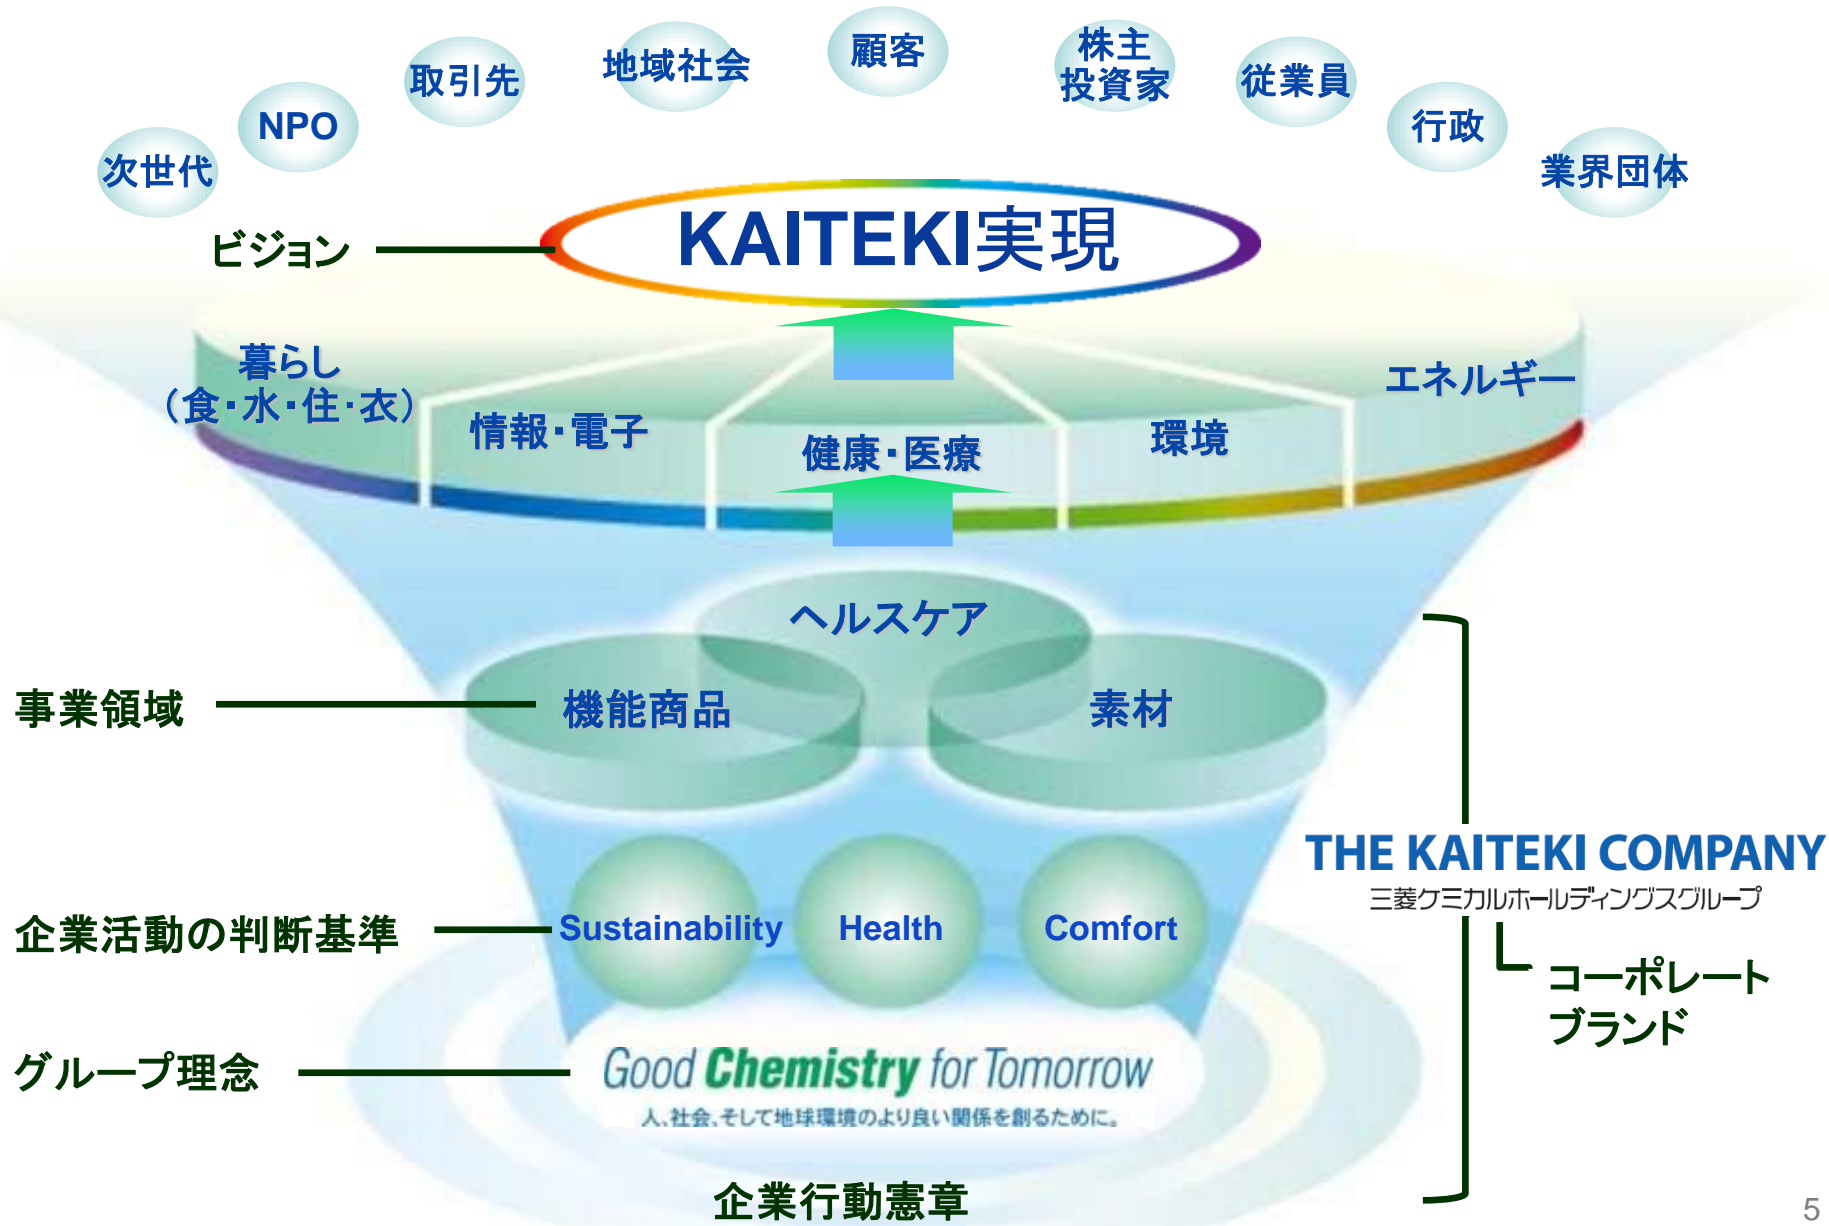 顧客
地域社会
株主
投資家
取引先
従業員
NPO
行政
次世代
業界団体
ビジョン
KAITEKI実現
暮らし
（食・水・住・衣）
情報・電子
健康・医療
環境
エネルギー
ヘルスケア
事業領域
機能商品
素材
THE KAITEKI COMPANY
三菱ケミカルホールディングスグループ
企業活動の判断基準
Sustainability
Health
Comfort
コーポレート
ブランド
グループ理念
Good Chemistry for Tomorrow
人、社会、そして地球環境のより良い関係を創るために。
企業行動憲章
5